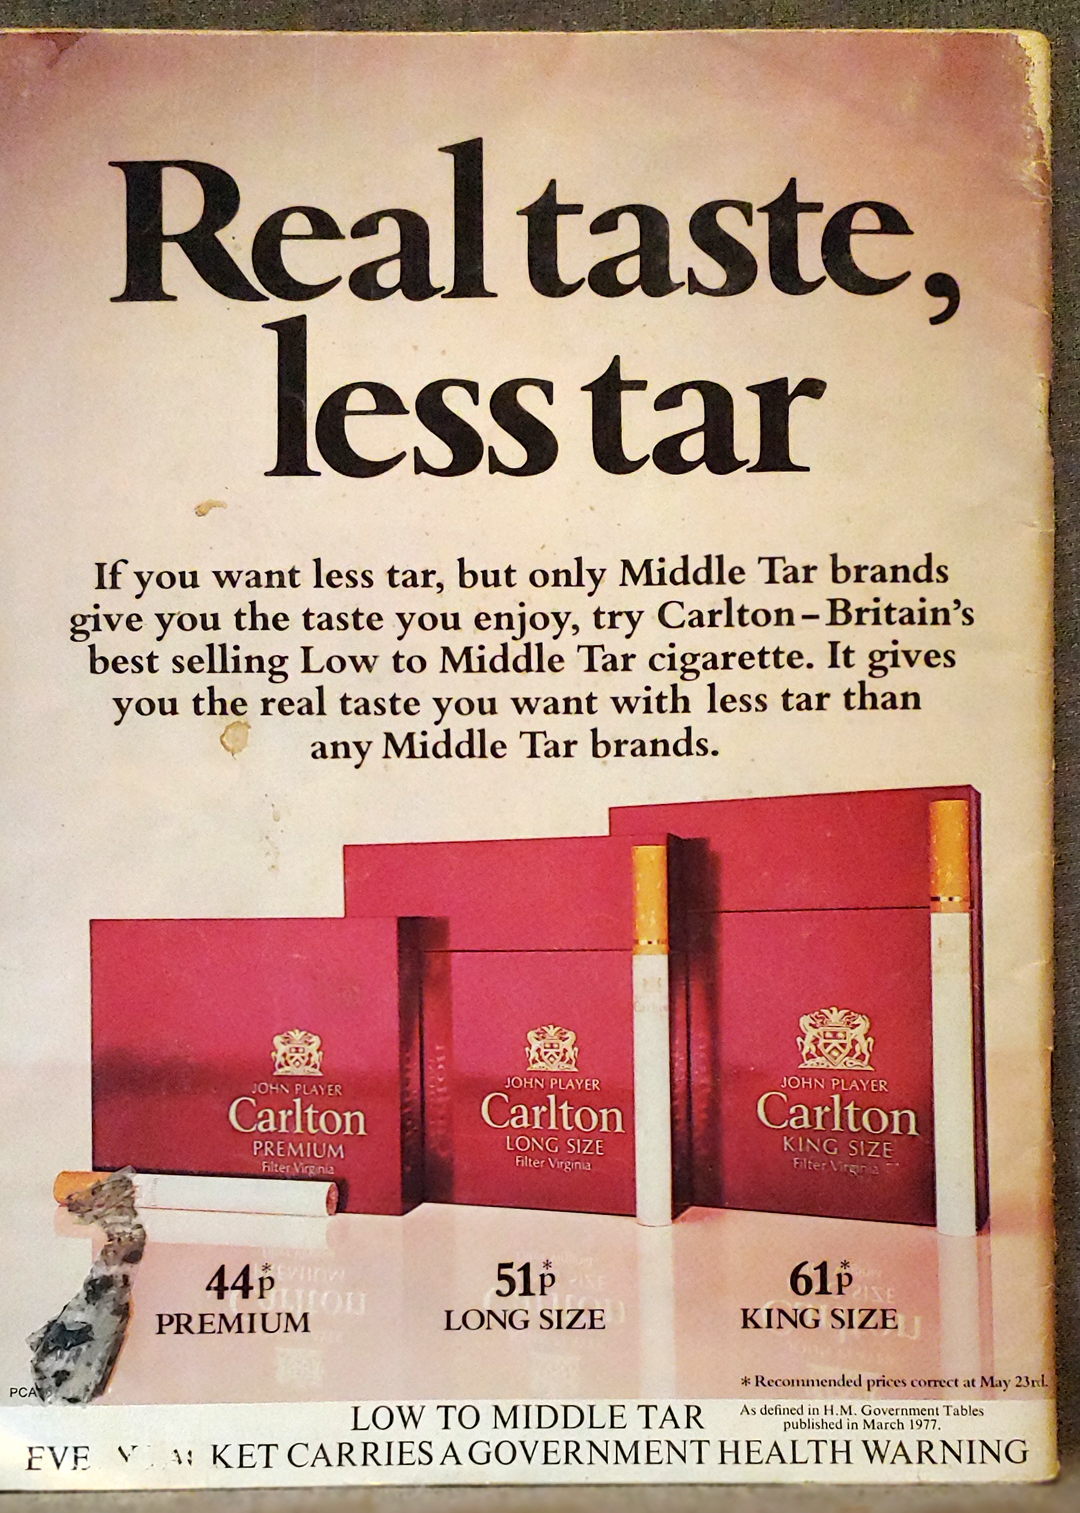 Real taste,
less tar
If you want less tar, but only Middle Tar brands
give you the taste you enjoy, try Carlton–Britain's
best selling Low to Middle Tar cigarette. It gives
you the real taste you want with less tar than
any Middle Tar brands.
JOHN PLAYER
Carlton
PREMIUM
Filter Virginia
JOHN PLAYER
Carlton
LONG SIZE
Filter Virginia
JOHN PLAYER
Carlton
KING SIZE
Filter Virginia
44p*
PREMIUM
51p*
LONG SIZE
61p*
KING SIZE
* Recommended prices correct at May 23rd.
PCA
LOW TO MIDDLE TAR
As defined in H.M. Government Tables
published in March 1977.
CARRIES A GOVERNMENT HEALTH WARNING